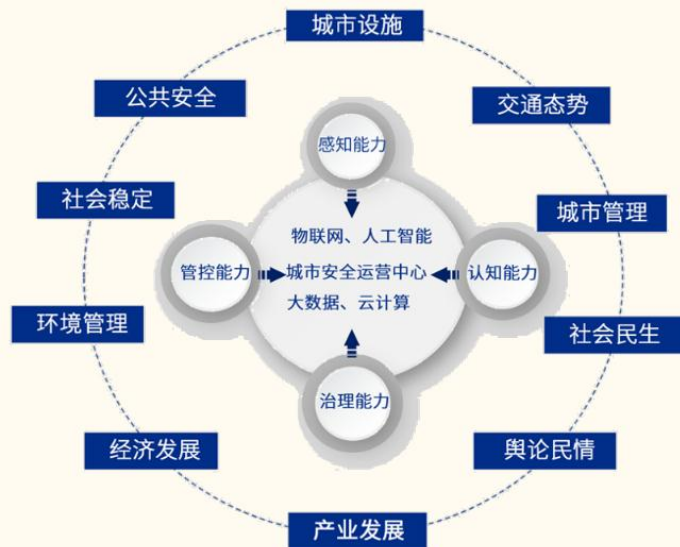 城市设施
公共安全
交通态势
感知能力
社会稳定
城市管理
物联网、人工智能
管控能力
城市安全运营中心
认知能力
大数据、云计算
环境管理
社会民生
治理能力
经济发展
舆论民情
产业发展